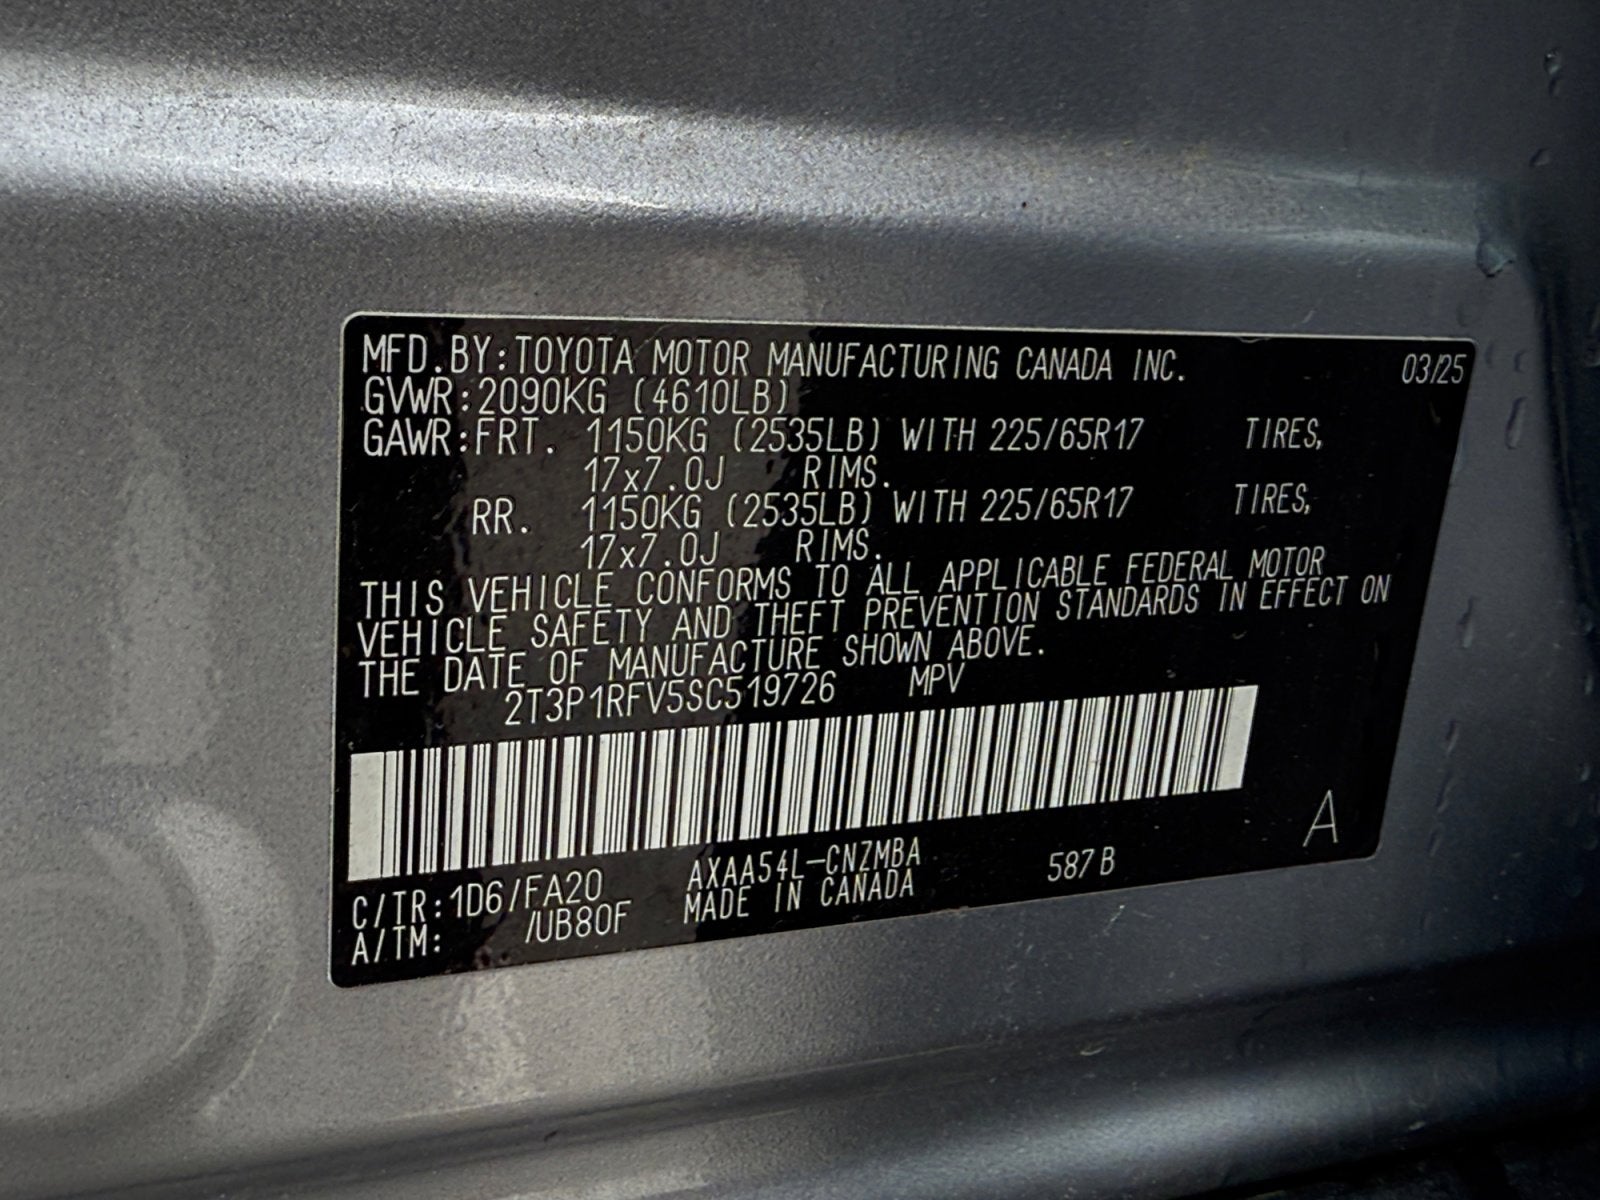 MFD.BY:TOYOTA MOTOR MANUFACTURING CANADA INC. 03/25
GVWR:2090KG (4610LB)
GAWR:FRT. 1150KG (2535LB) WITH 225/65R17 TIRES,
17x7.0J RIMS.
RR. 1150KG (2535LB) WITH 225/65R17 TIRES,
17x7.0J RIMS.
THIS VEHICLE CONFORMS TO ALL APPLICABLE FEDERAL MOTOR
VEHICLE SAFETY AND THEFT PREVENTION STANDARDS IN EFFECT ON
THE DATE OF MANUFACTURE SHOWN ABOVE.
2T3P1RFV5SC519726 MPV
A
C/TR:1D6/FA20 AXAA54L-CNZMBA 587B
A/TM: /UB80F MADE IN CANADA